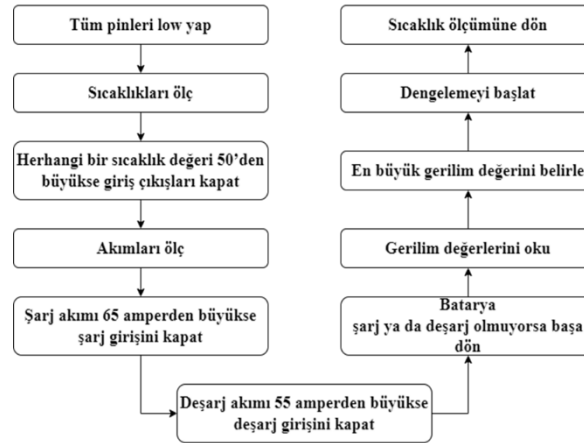 Tüm pinleri low yap
Sıcaklıkları ölç
Herhangi bir sıcaklık değeri 50'den
büyükse giriş çıkışları kapat
Akımları ölç
Şarj akımı 65 amperden büyükse
şarj girişini kapat
Deşarj akımı 55 amperden büyükse
deşarj girişini kapat
Batarya
şarj ya da deşarj olmuyorsa başa
dön
Gerilim değerlerini oku
En büyük gerilim değerini belirle
Dengelemeyi başlat
Sıcaklık ölçümüne dön